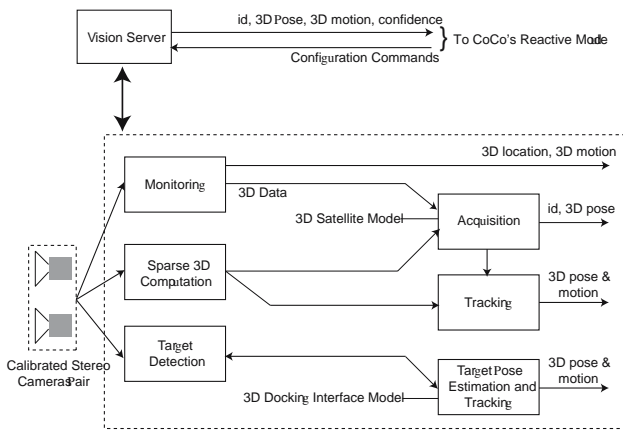 id, 3D Pose, 3D motion, confidence
Vision Server
} To CoCo's Reactive Module
Configuration Commands
3D location, 3D motion
Monitoring
3D Data
3D Satellite Model
Acquisition
id, 3D pose
Sparse 3D
Computation
Tracking
3D pose &
motion
Target
Detection
Calibrated Stereo
Cameras Pair
3D Docking Interface Model
Target Pose
Estimation and
Tracking
3D pose &
motion